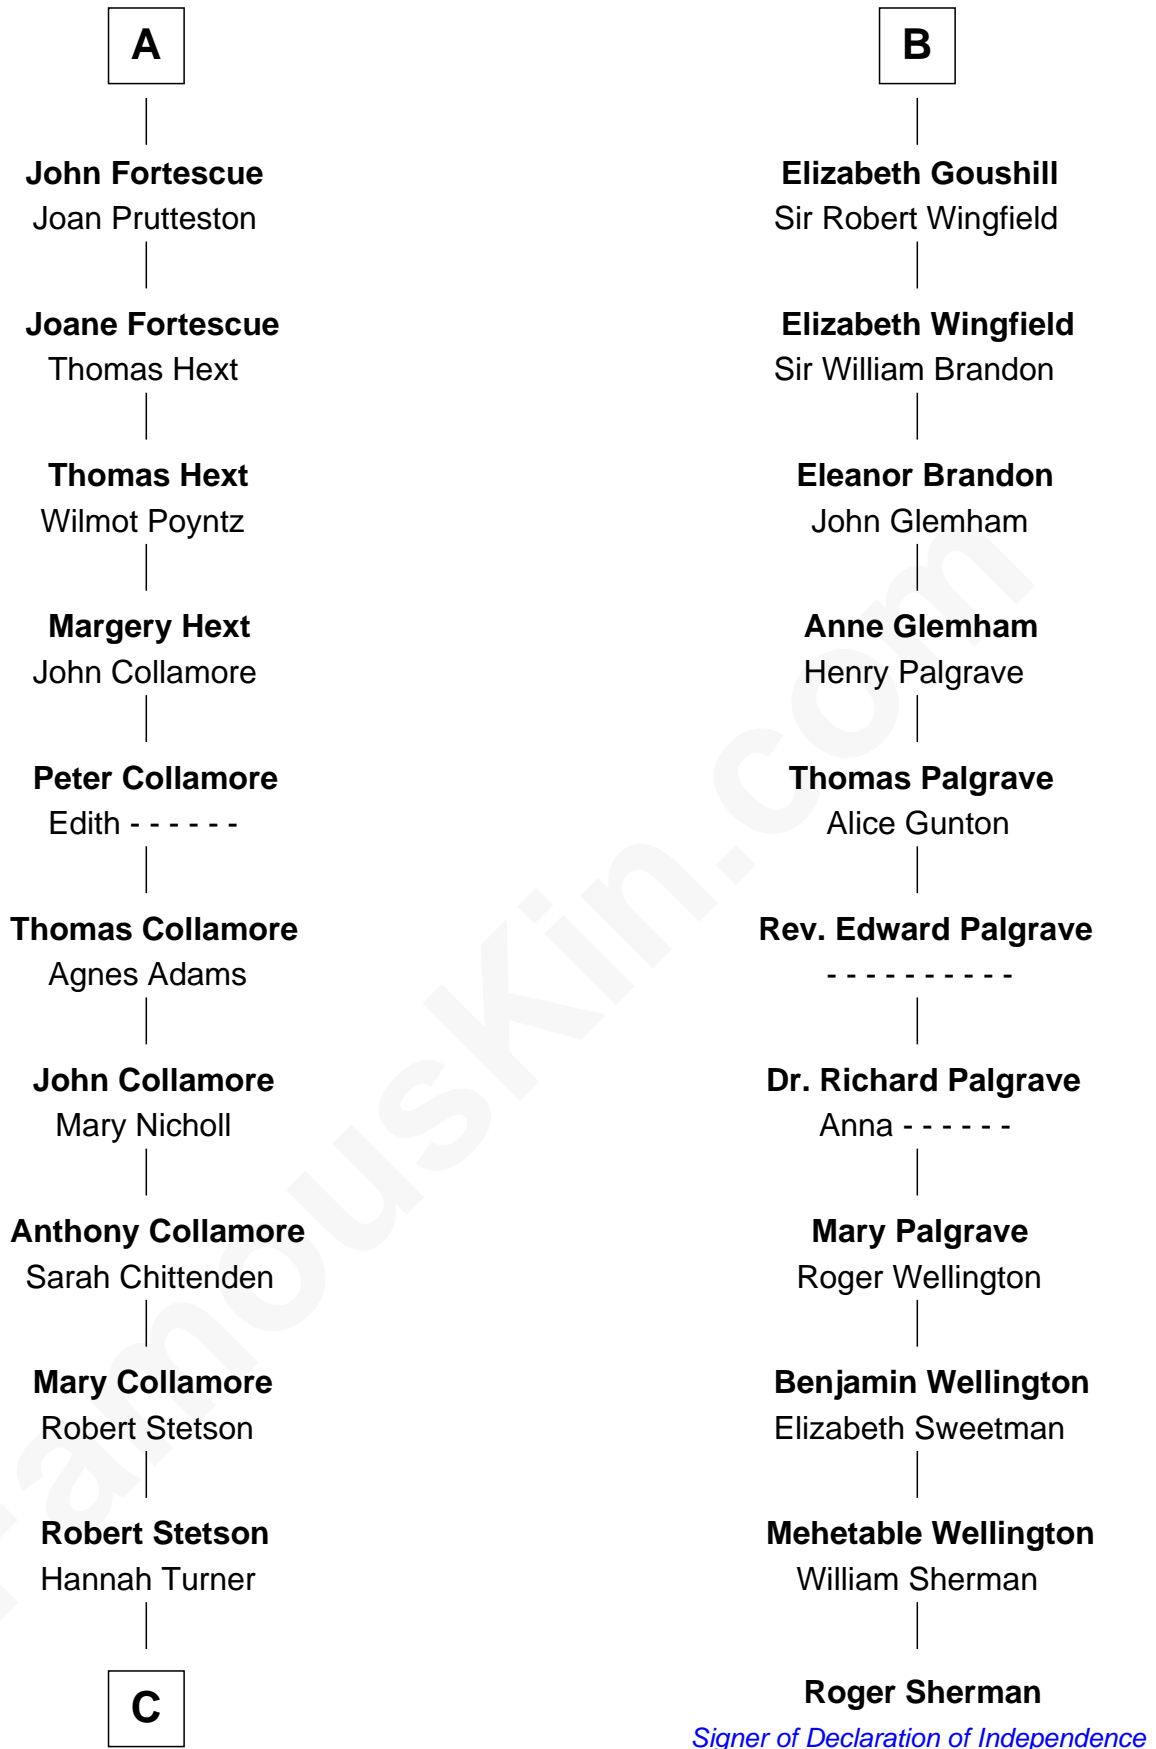 A
John Fortescue
Joan Prutteston
Joane Fortescue
Thomas Hext
Thomas Hext
Wilmot Poyntz
Margery Hext
John Collamore
Peter Collamore
Edith - - - - - -
Thomas Collamore
Agnes Adams
John Collamore
Mary Nicholl
Anthony Collamore
Sarah Chittenden
Mary Collamore
Robert Stetson
Robert Stetson
Hannah Turner
C
B
Elizabeth Goushill
Sir Robert Wingfield
Elizabeth Wingfield
Sir William Brandon
Eleanor Brandon
John Glemham
Anne Glemham
Henry Palgrave
Thomas Palgrave
Alice Gunton
Rev. Edward Palgrave
- - - - - - - - - -
Dr. Richard Palgrave
Anna - - - - - -
Mary Palgrave
Roger Wellington
Benjamin Wellington
Elizabeth Sweetman
Mehetable Wellington
William Sherman
Roger Sherman
Signer of Declaration of Independence
FamousKin.com